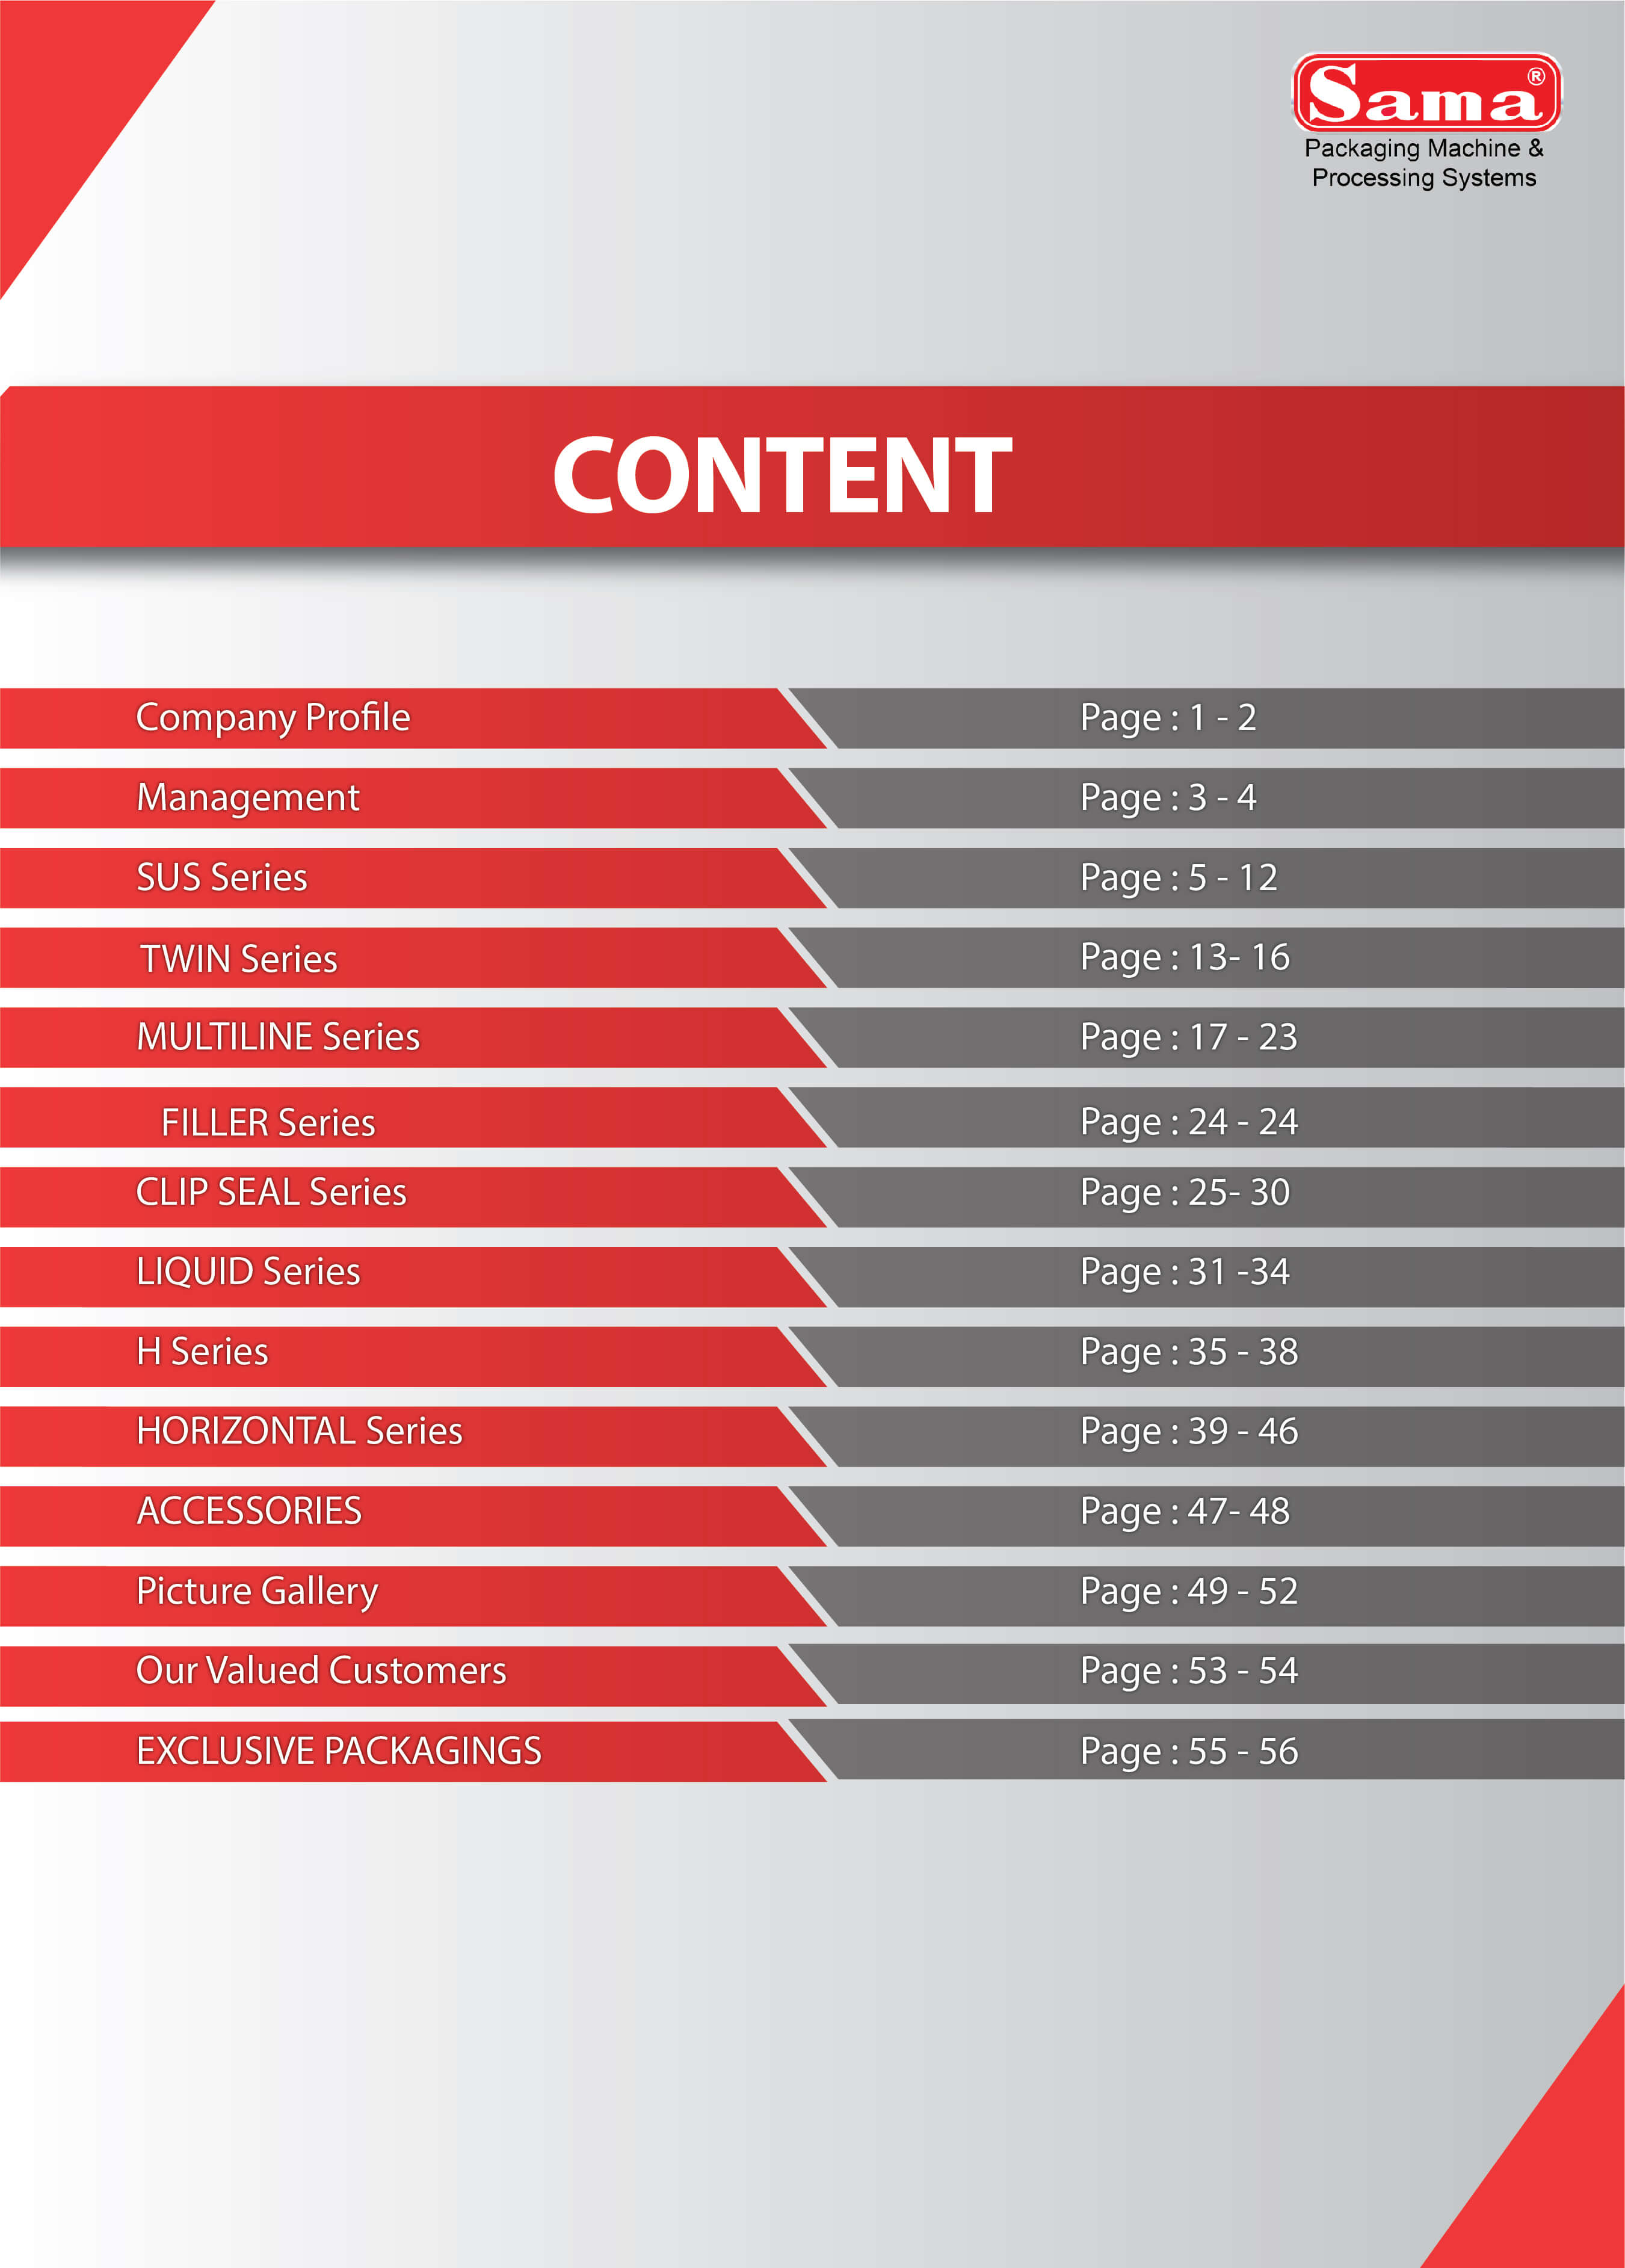 Sama®
Packaging Machine &
Processing Systems
CONTENT
Company Profile Page : 1 - 2
Management Page : 3 - 4
SUS Series Page : 5 - 12
TWIN Series Page : 13- 16
MULTILINE Series Page : 17 - 23
FILLER Series Page : 24 - 24
CLIP SEAL Series Page : 25- 30
LIQUID Series Page : 31 -34
H Series Page : 35 - 38
HORIZONTAL Series Page : 39 - 46
ACCESSORIES Page : 47- 48
Picture Gallery Page : 49 - 52
Our Valued Customers Page : 53 - 54
EXCLUSIVE PACKAGINGS Page : 55 - 56